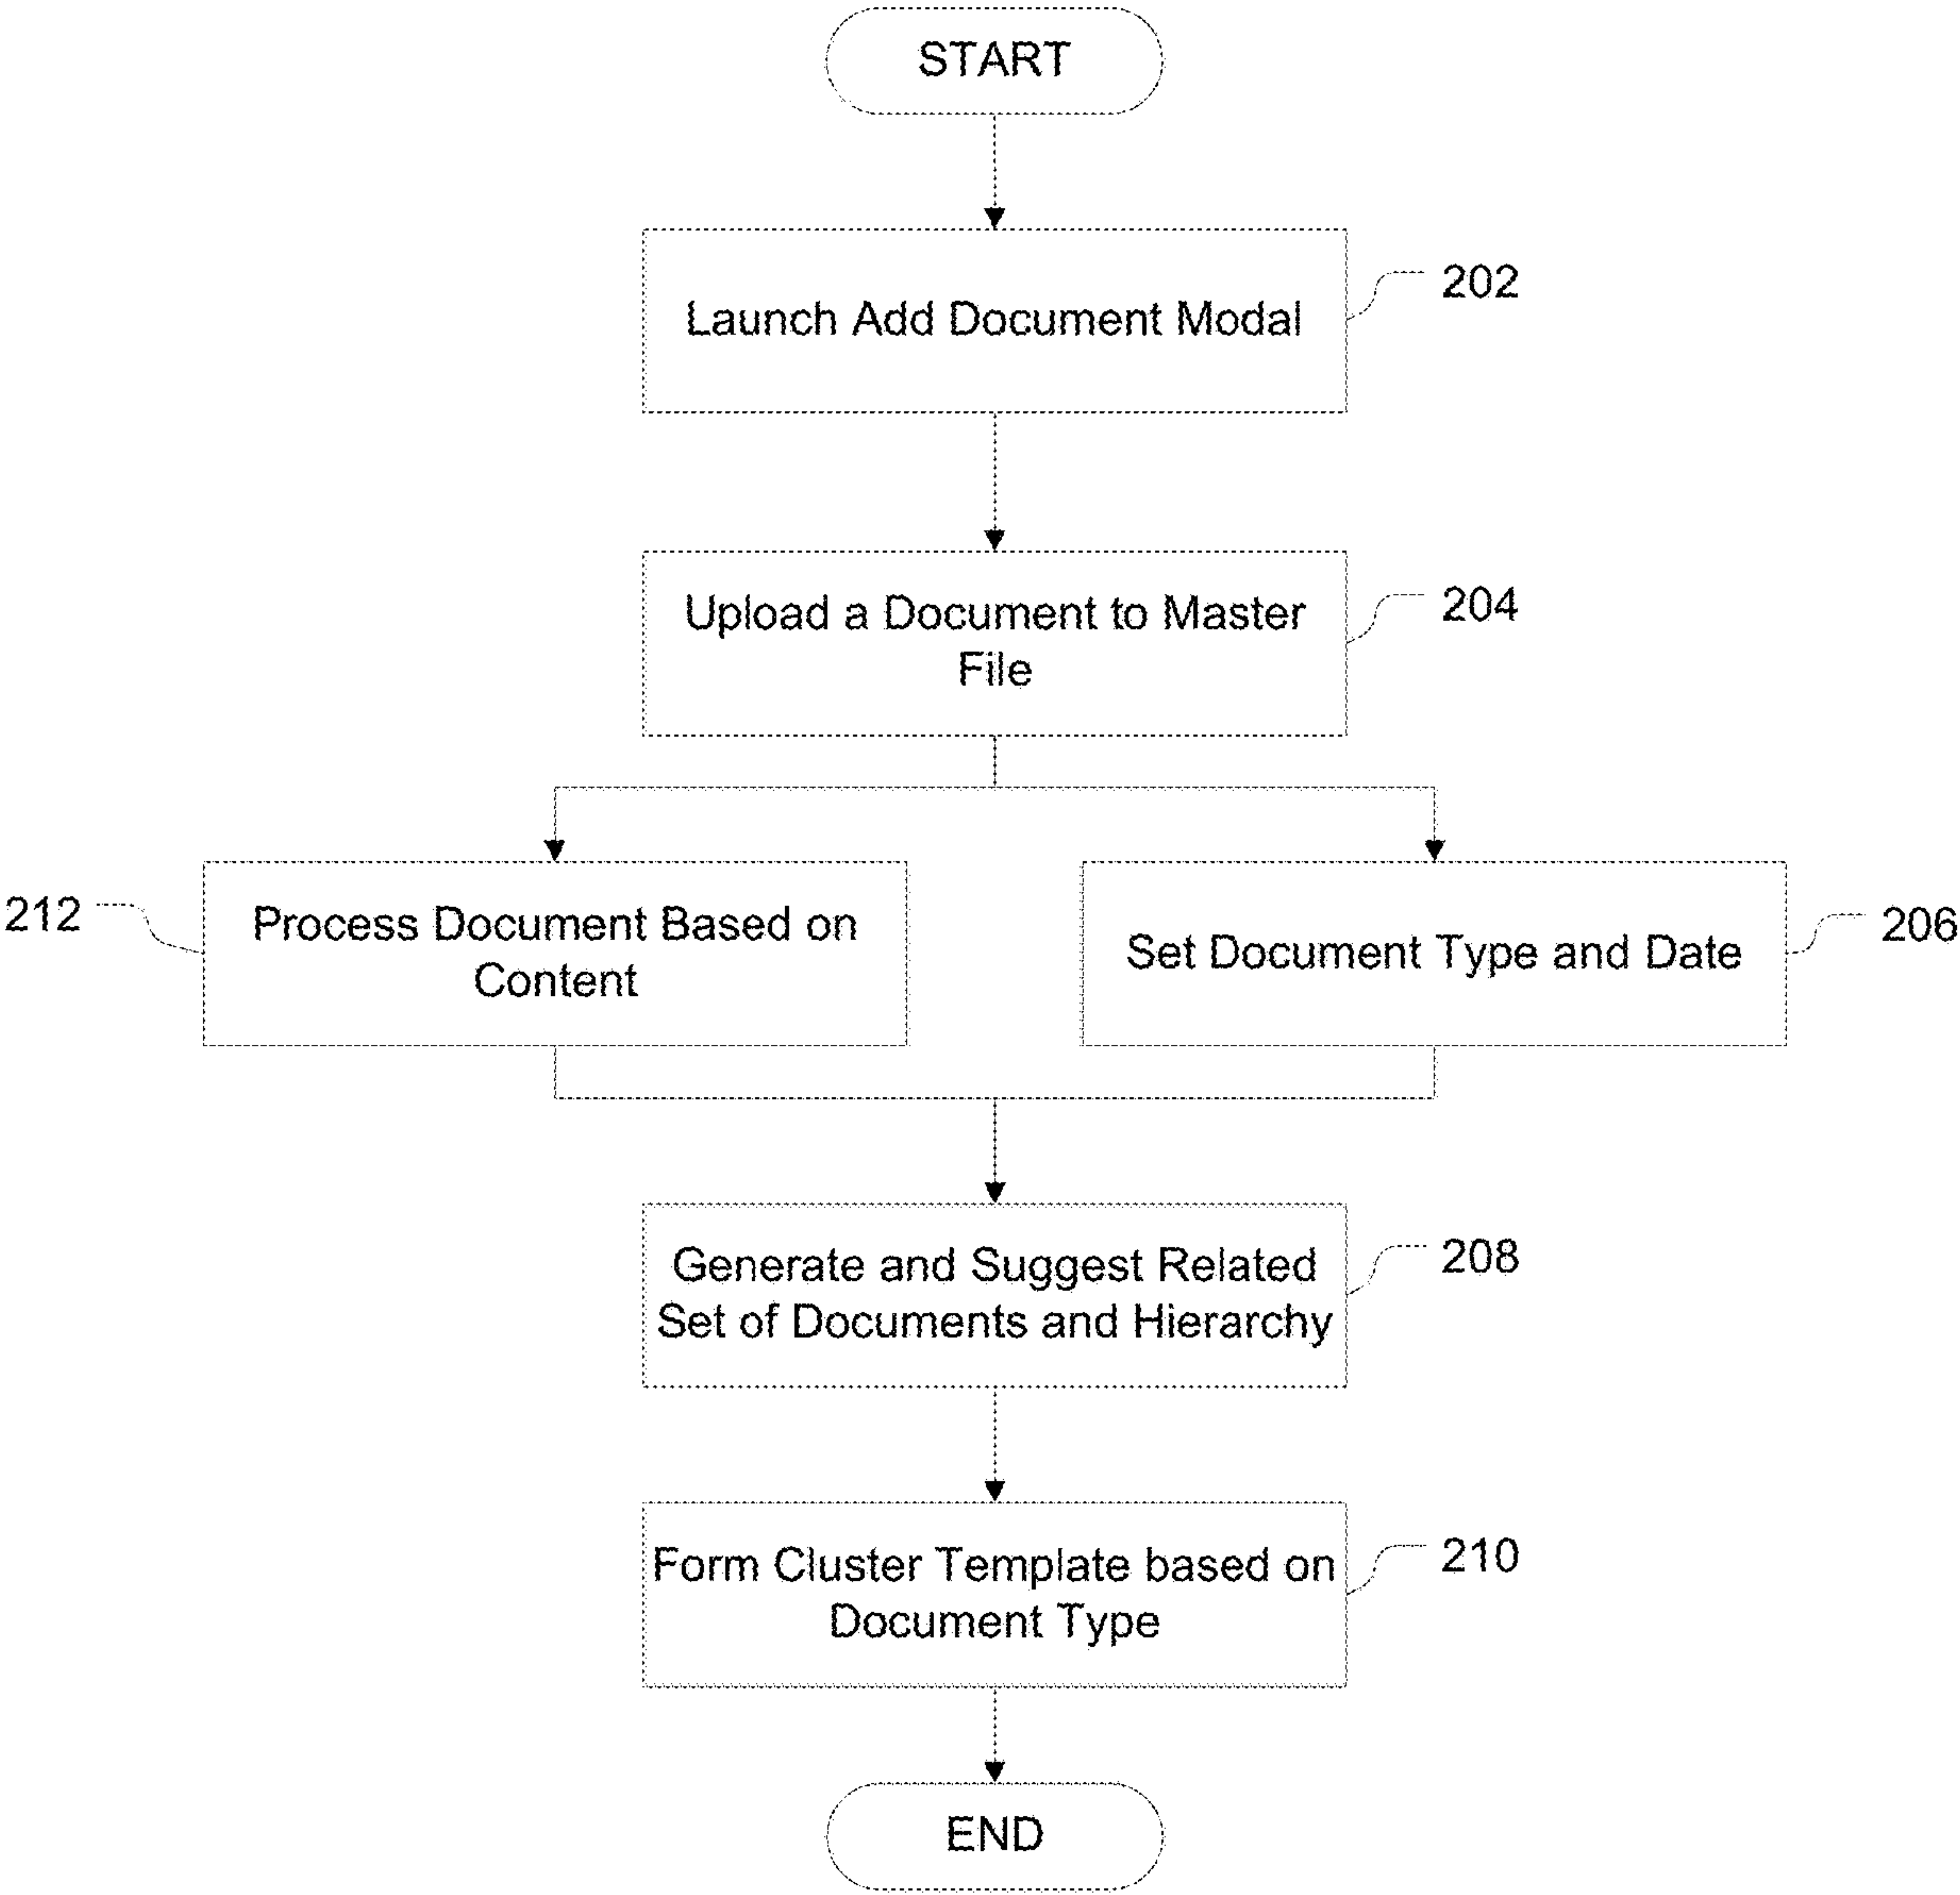 START
Launch Add Document Modal
202
Upload a Document to Master
File
204
212
Process Document Based on
Content
Set Document Type and Date
206
Generate and Suggest Related
Set of Documents and Hierarchy
208
Form Cluster Template based on
Document Type
210
END